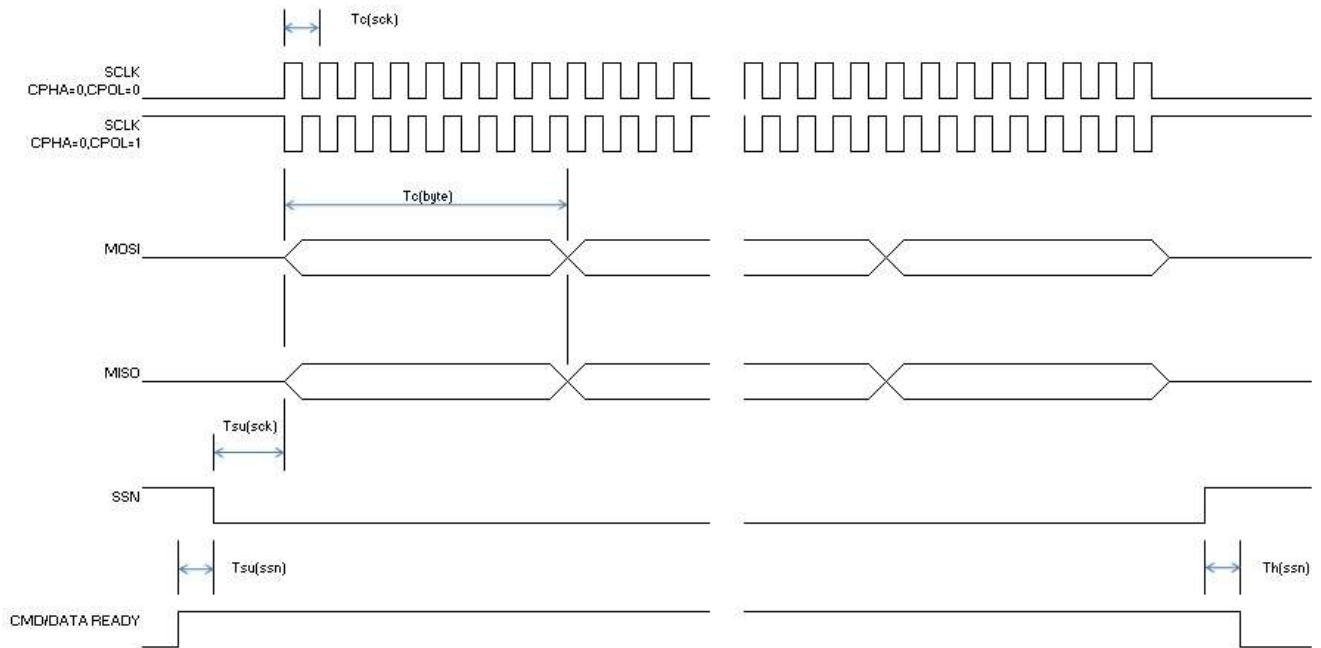 Tc(sck)
SCLK
CPHA=0,CPOL=0
SCLK
CPHA=0,CPOL=1
Tc(byte)
MOSI
MISO
Tsu(sck)
SSN
Tsu(ssn)
Th(ssn)
CMD/DATA READY